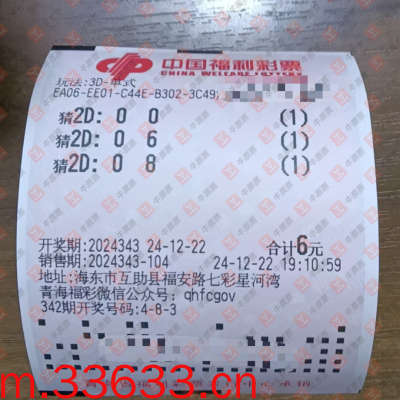 中国福利彩票
CHINA WELFARE LOTTERY
玩法:3D-单式
EA06-EE01-C44E-B302-3C49
猜2D: 0 0 (1)
猜2D: 0 6 (1)
猜2D: 0 8 (1)
开奖期:2024343 24-12-22 合计6元
销售期:2024343-104 24-12-22 19:10:59
地址:海东市互助县福安路七彩星河湾
青海福彩微信公众号: qhfcgov
342期开奖号码:4-8-3
m.33633.cn